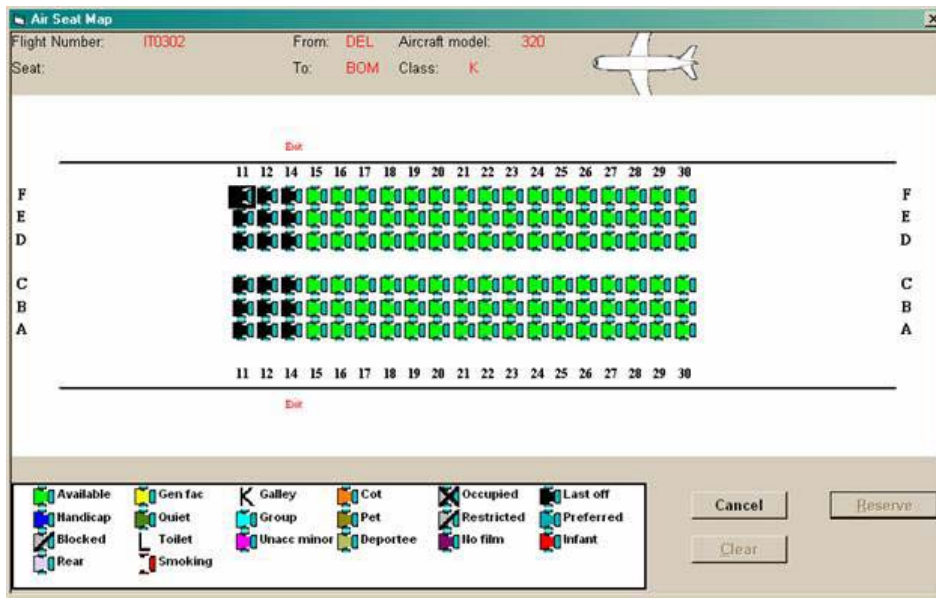 Air Seat Map
Flight Number: IT0302 From: DEL Aircraft model: 320
Seat: To: BOM Class: K
Exit
11 12 14 15 16 17 18 19 20 21 22 23 24 25 26 27 28 29 30
F F
E E
D D
C C
B B
A A
11 12 14 15 16 17 18 19 20 21 22 23 24 25 26 27 28 29 30
Exit
Available Gen fac Galley Cot Occupied Last off
Handicap Quiet Group Pet Restricted Preferred
Blocked Toilet Unacc minor Deportee No film Infant
Rear Smoking
Cancel Reserve
Clear